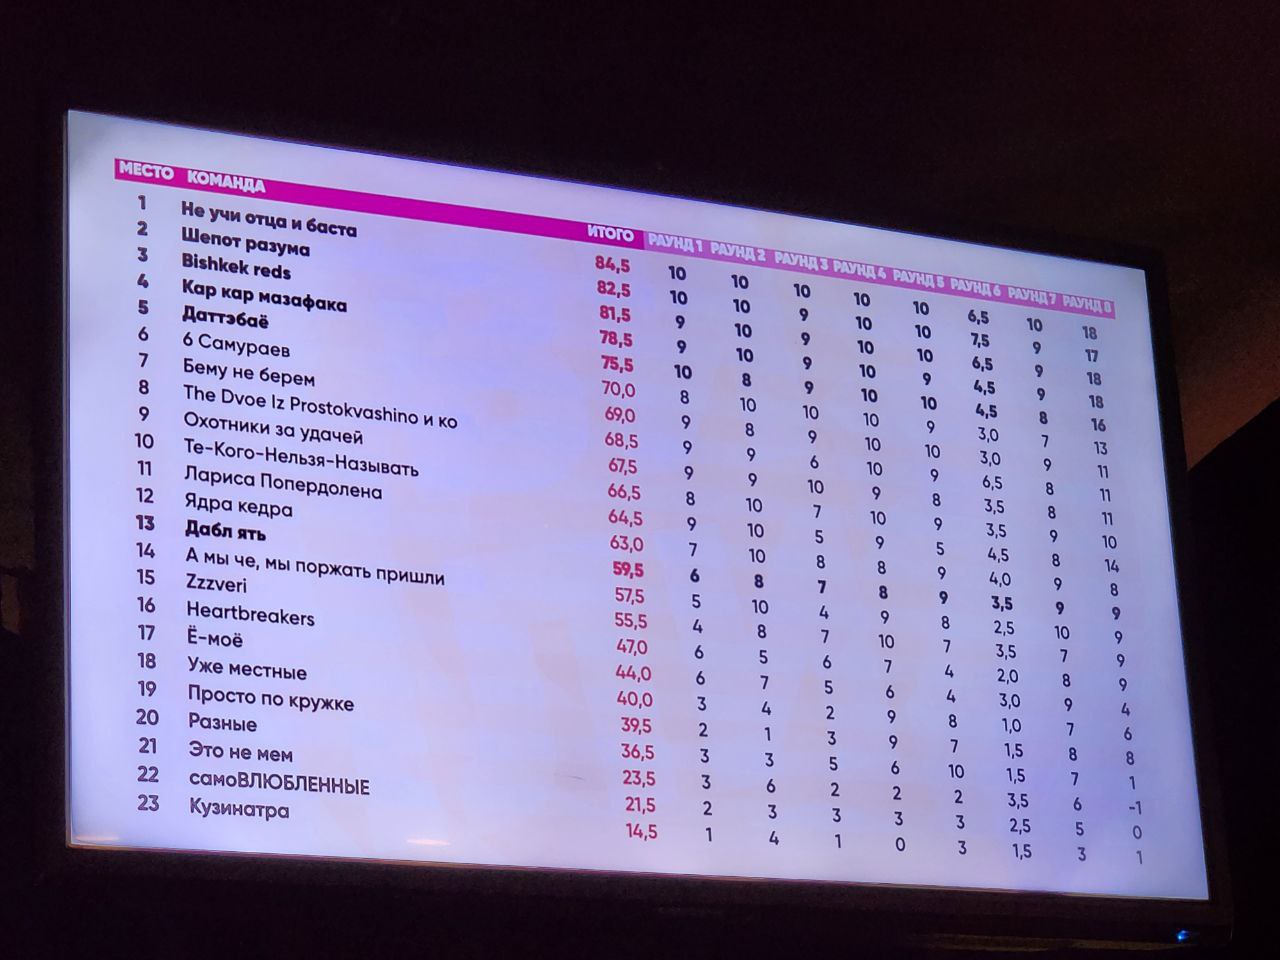 МЕСТО КОМАНДА ИТОГО РАУНД 1 РАУНД 2 РАУНД 3 РАУНД 4 РАУНД 5 РАУНД 6 РАУНД 7 РАУНД 8
1 Не учи отца и баста 84,5 10 10 10 10 10 6,5 10 18
2 Шепот разума 82,5 10 10 9 10 10 7,5 9 17
3 Bishkek reds 81,5 9 10 9 10 10 6,5 9 18
4 Кар кар мазафака 78,5 9 10 9 10 9 4,5 9 18
5 Даттэбаё 75,5 10 8 9 10 10 4,5 8 16
6 6 Самураев 70,0 8 10 10 10 9 3,0 7 13
7 Бему не берем 69,0 9 8 9 10 10 3,0 9 11
8 The Dvoe Iz Prostokvashino и ко 68,5 9 9 6 10 9 6,5 8 11
9 Охотники за удачей 67,5 9 9 10 9 8 3,5 8 11
10 Те-Кого-Нельзя-Называть 66,5 8 10 7 10 9 3,5 9 10
11 Лариса Попердолена 64,5 9 10 5 9 5 4,5 8 14
12 Ядра кедра 63,0 7 10 8 8 9 4,0 9 8
13 Дабл ять 59,5 6 8 7 8 9 3,5 9 9
14 А мы че, мы поржать пришли 57,5 5 10 4 9 8 2,5 10 9
15 Zzzveri 55,5 4 8 7 10 7 3,5 7 9
16 Heartbreakers 47,0 6 5 6 7 4 2,0 8 9
17 Ё-моё 44,0 6 7 5 6 4 3,0 9 4
18 Уже местные 40,0 3 4 2 9 8 1,0 7 6
19 Просто по кружке 39,5 2 1 3 9 7 1,5 8 8
20 Разные 36,5 3 3 5 6 10 1,5 7 1
21 Это не мем 23,5 3 6 2 2 2 3,5 6 -1
22 самоВЛЮБЛЕННЫЕ 21,5 2 3 3 3 3 2,5 5 0
23 Кузинатра 14,5 1 4 1 0 3 1,5 3 1